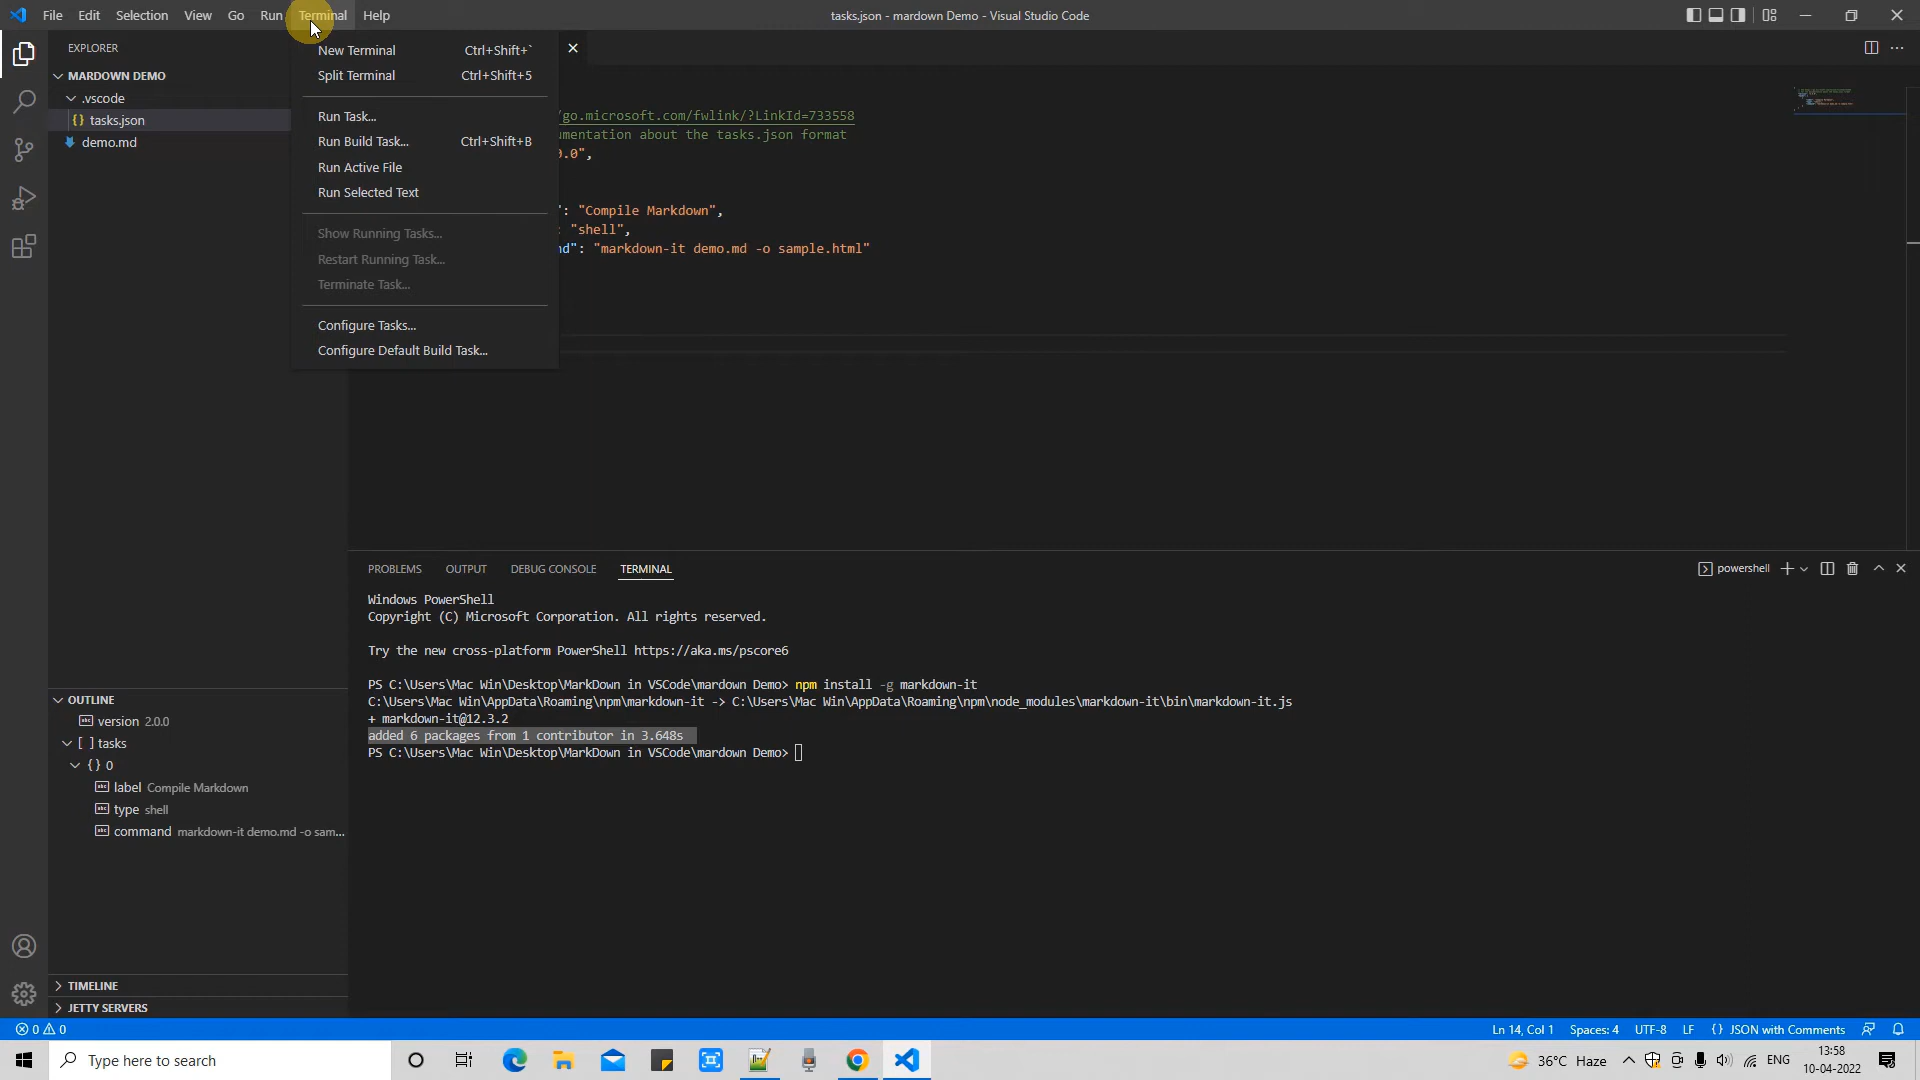 File Edit Selection View Go Run Terminal Help
tasks.json - mardown Demo - Visual Studio Code
EXPLORER
MARDOWN DEMO
.vscode
{} tasks.json
demo.md
New Terminal Ctrl+Shift+`
Split Terminal Ctrl+Shift+5
Run Task...
Run Build Task... Ctrl+Shift+B
Run Active File
Run Selected Text
Show Running Tasks...
Restart Running Task...
Terminate Task...
Configure Tasks...
Configure Default Build Task...
/go.microsoft.com/fwlink/?LinkId=733558
umentation about the tasks.json format
0.0",
": "Compile Markdown",
: "shell",
nd": "markdown-it demo.md -o sample.html"
PROBLEMS OUTPUT DEBUG CONSOLE TERMINAL
powershell
Windows PowerShell
Copyright (C) Microsoft Corporation. All rights reserved.
Try the new cross-platform PowerShell https://aka.ms/pscore6
PS C:\Users\Mac Win\Desktop\MarkDown in VSCode\mardown Demo> npm install -g markdown-it
C:\Users\Mac Win\AppData\Roaming\npm\markdown-it -> C:\Users\Mac Win\AppData\Roaming\npm\node_modules\markdown-it\bin\markdown-it.js
+ markdown-it@12.3.2
added 6 packages from 1 contributor in 3.648s
PS C:\Users\Mac Win\Desktop\MarkDown in VSCode\mardown Demo>
OUTLINE
version 2.0.0
[ ] tasks
{} 0
label Compile Markdown
type shell
command markdown-it demo.md -o sam...
TIMELINE
JETTY SERVERS
0 0
Ln 14, Col 1 Spaces: 4 UTF-8 LF {} JSON with Comments
Type here to search
36°C Haze
ENG
13:58
10-04-2022